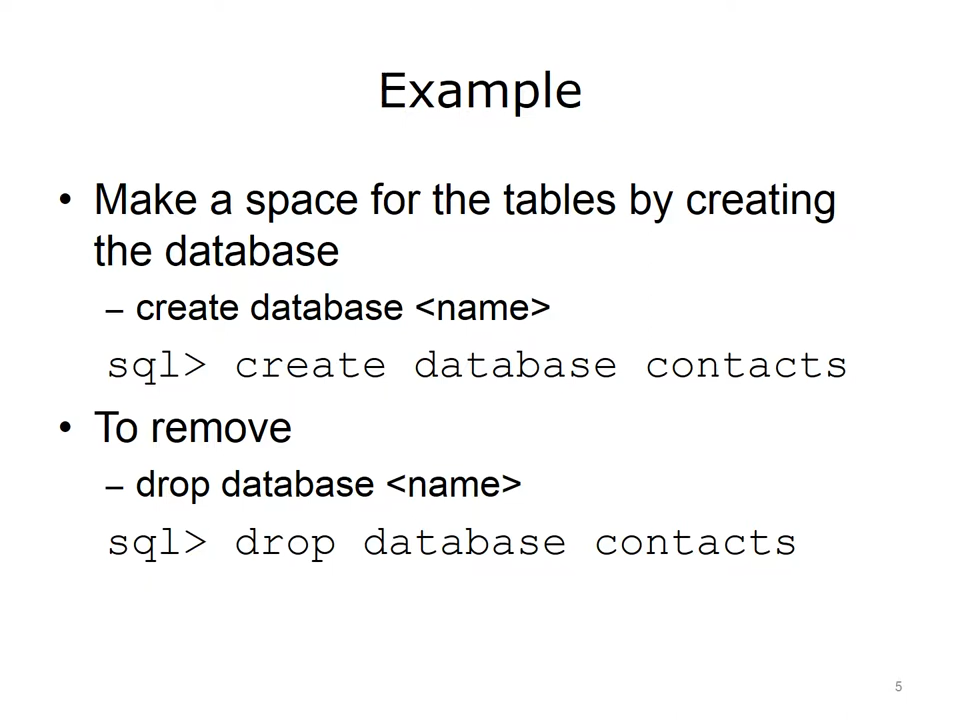 Example
• Make a space for the tables by creating
the database
– create database <name>
sql> create database contacts
• To remove
– drop database <name>
sql> drop database contacts
5